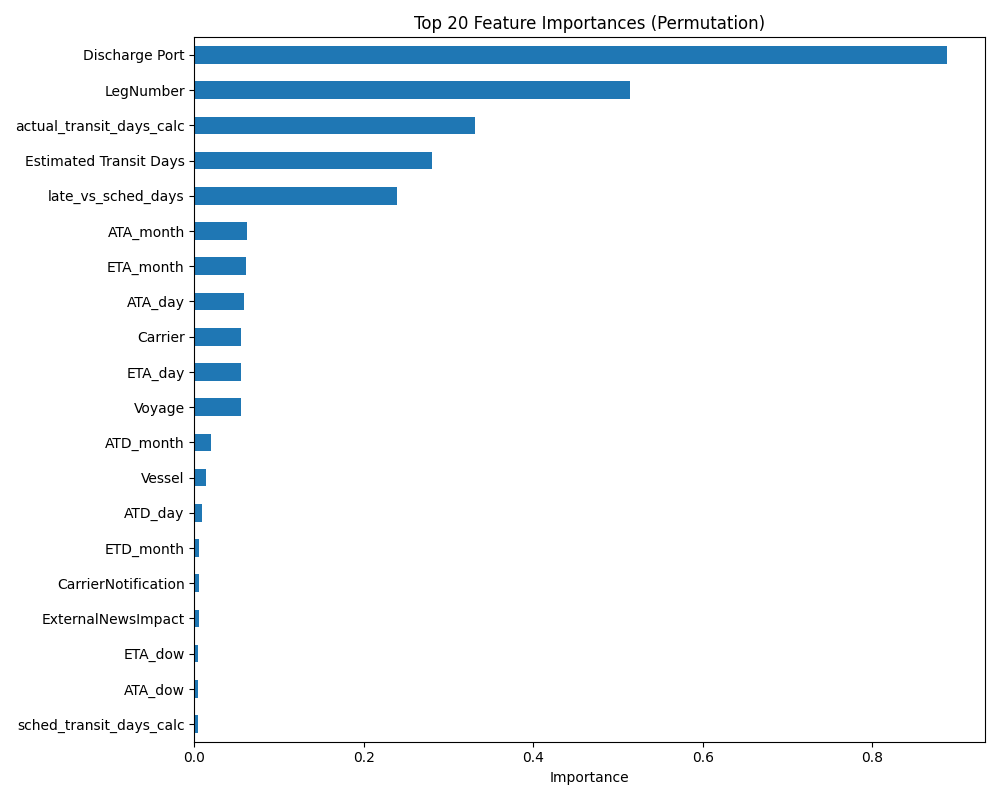 Top 20 Feature Importances (Permutation)
Discharge Port
LegNumber
actual_transit_days_calc
Estimated Transit Days
late_vs_sched_days
ATA_month
ETA_month
ATA_day
Carrier
ETA_day
Voyage
ATD_month
Vessel
ATD_day
ETD_month
CarrierNotification
ExternalNewsImpact
ETA_dow
ATA_dow
sched_transit_days_calc
0.0 0.2 0.4 0.6 0.8
Importance